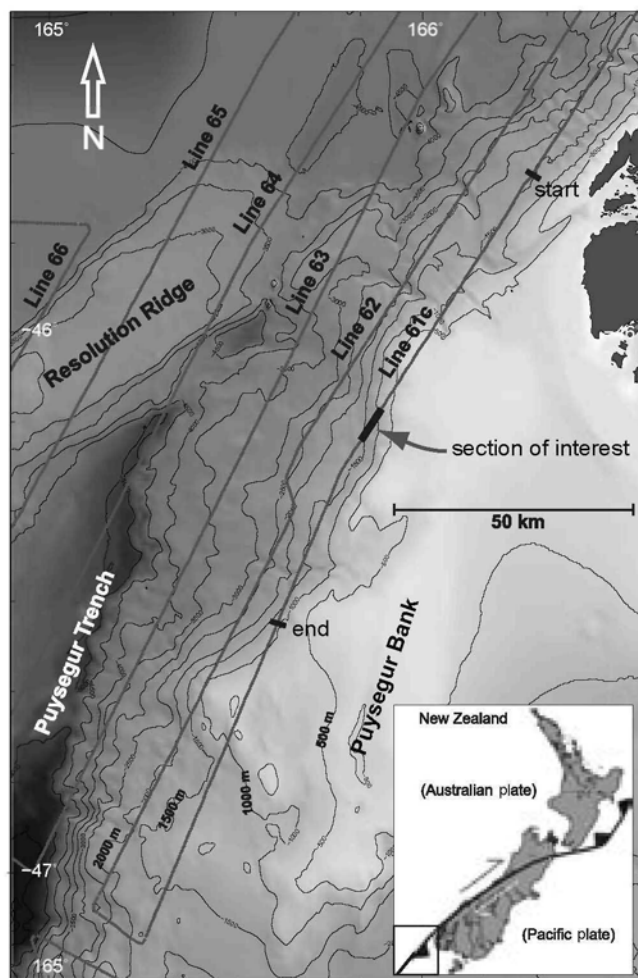 165°
166°
N
Line 65
Line 64
Line 63
Line 62
Line 61c
Line 66
start
−46°
Resolution Ridge
section of interest
50 km
Puysegur Trench
end
Puysegur Bank
500 m
1000 m
1500 m
2000 m
−47°
165
New Zealand
(Australian plate)
(Pacific plate)